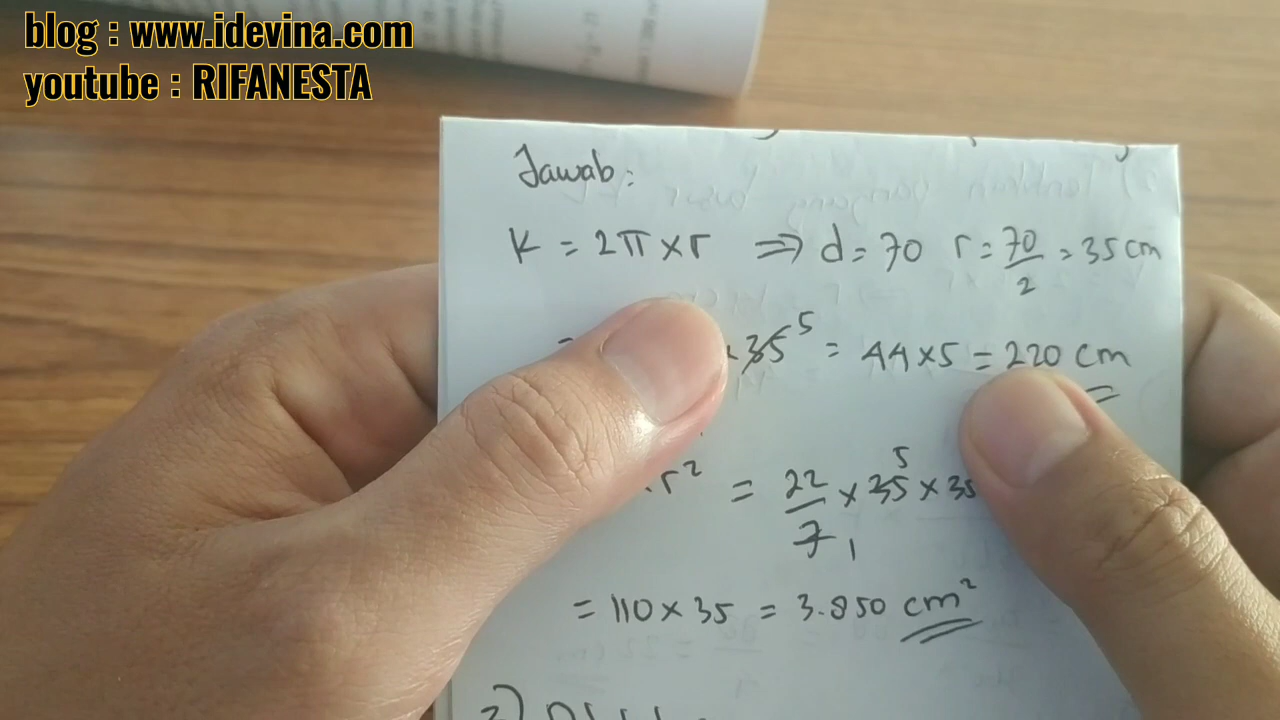 blog : www.idevina.com
youtube : RIFANESTA
Jawab:
K = 2π × r ⇒ d = 70 r = 70/2 = 35 cm
= × 35 5 = 44 × 5 = 220 cm
r² = 22/7 1 × 35 5 × 35
= 110 × 35 = 3.850 cm²